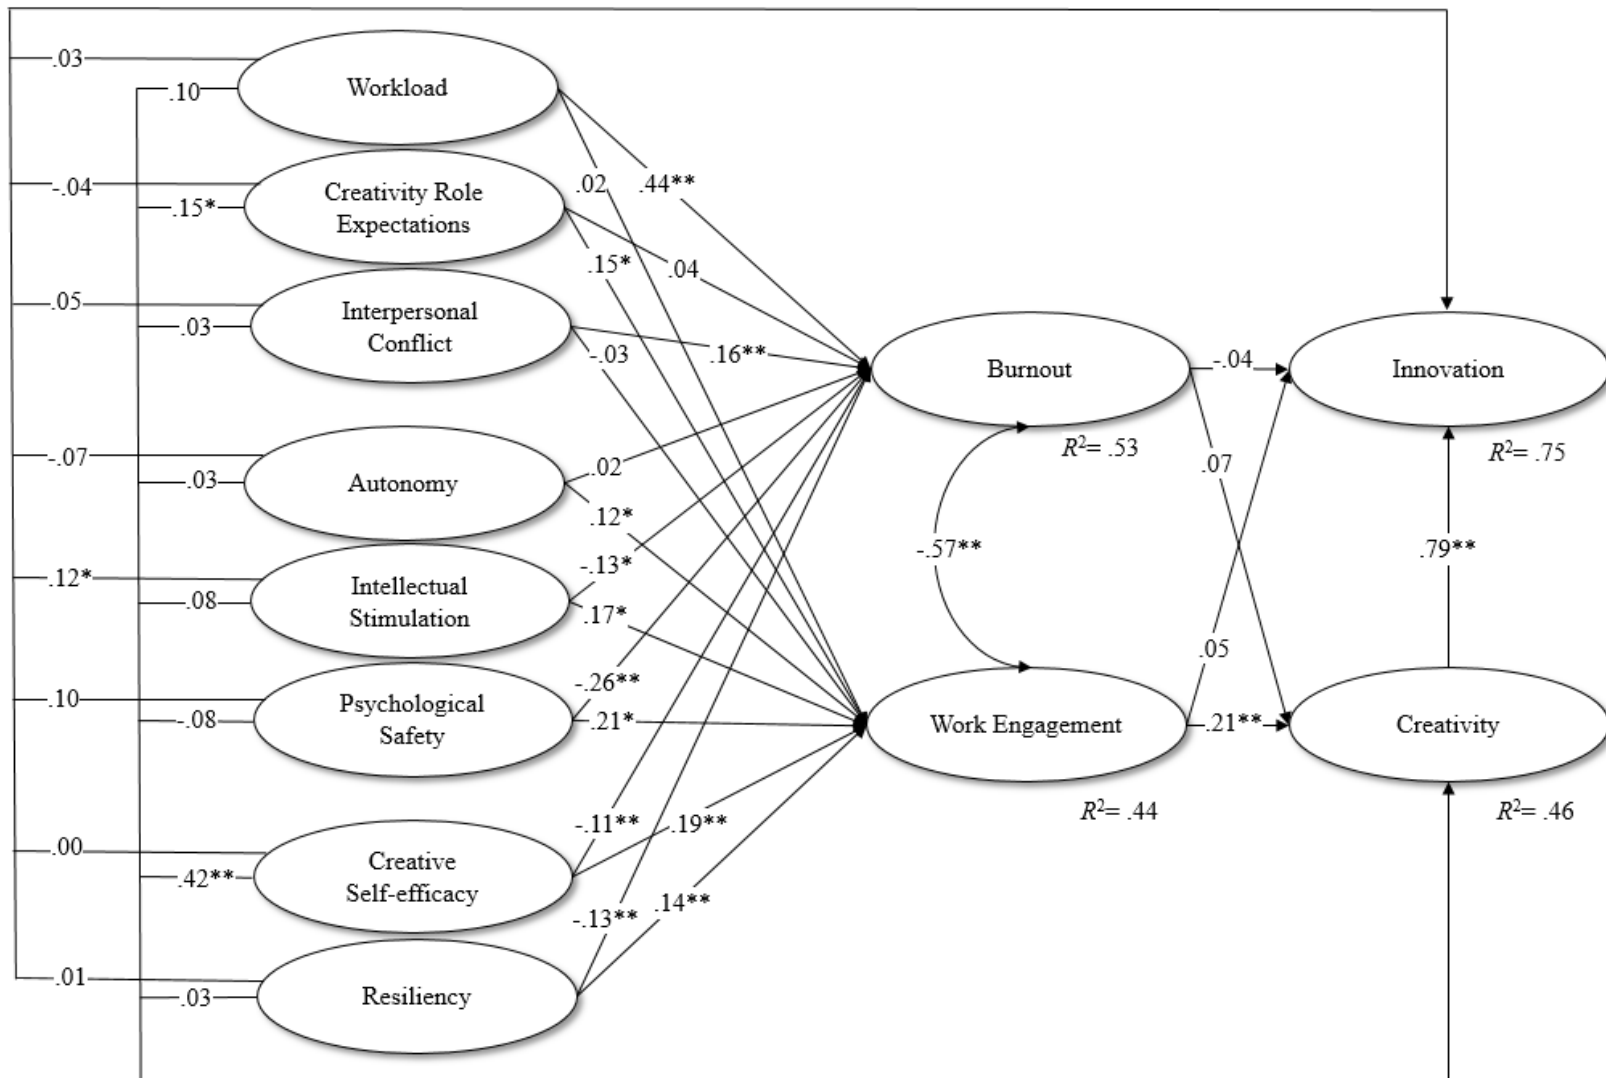 .03
.10
Workload
-.04
.15*
Creativity Role
Expectations
.05
.03
Interpersonal
Conflict
-.07
.03
Autonomy
.12*
.08
Intellectual
Stimulation
.10
-.08
Psychological
Safety
.00
.42**
Creative
Self-efficacy
.01
.03
Resiliency
.02
.44**
.15*
.04
-.03
.16**
.02
.12*
-.13*
.17*
-.26**
.21*
-.11**
.19**
-.13**
.14**
Burnout
R²= .53
-.57**
Work Engagement
R²= .44
-.04
.07
.05
.21**
Innovation
R²= .75
.79**
Creativity
R²= .46